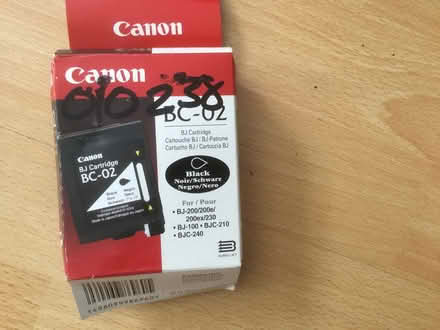 Canon
Canon
010238
BC-02
BJ Cartridge
Cartouche BJ / BJ-Patrone
Cartucho BJ / Cartuccia BJ
Canon
BJ Cartridge
BC-02
Black
Noir/Schwarz
Negro/Nero
For / Pour
• BJ-200/200e/
200ex/230
• BJ-100 • BJC-210
• BJC-240
Canon